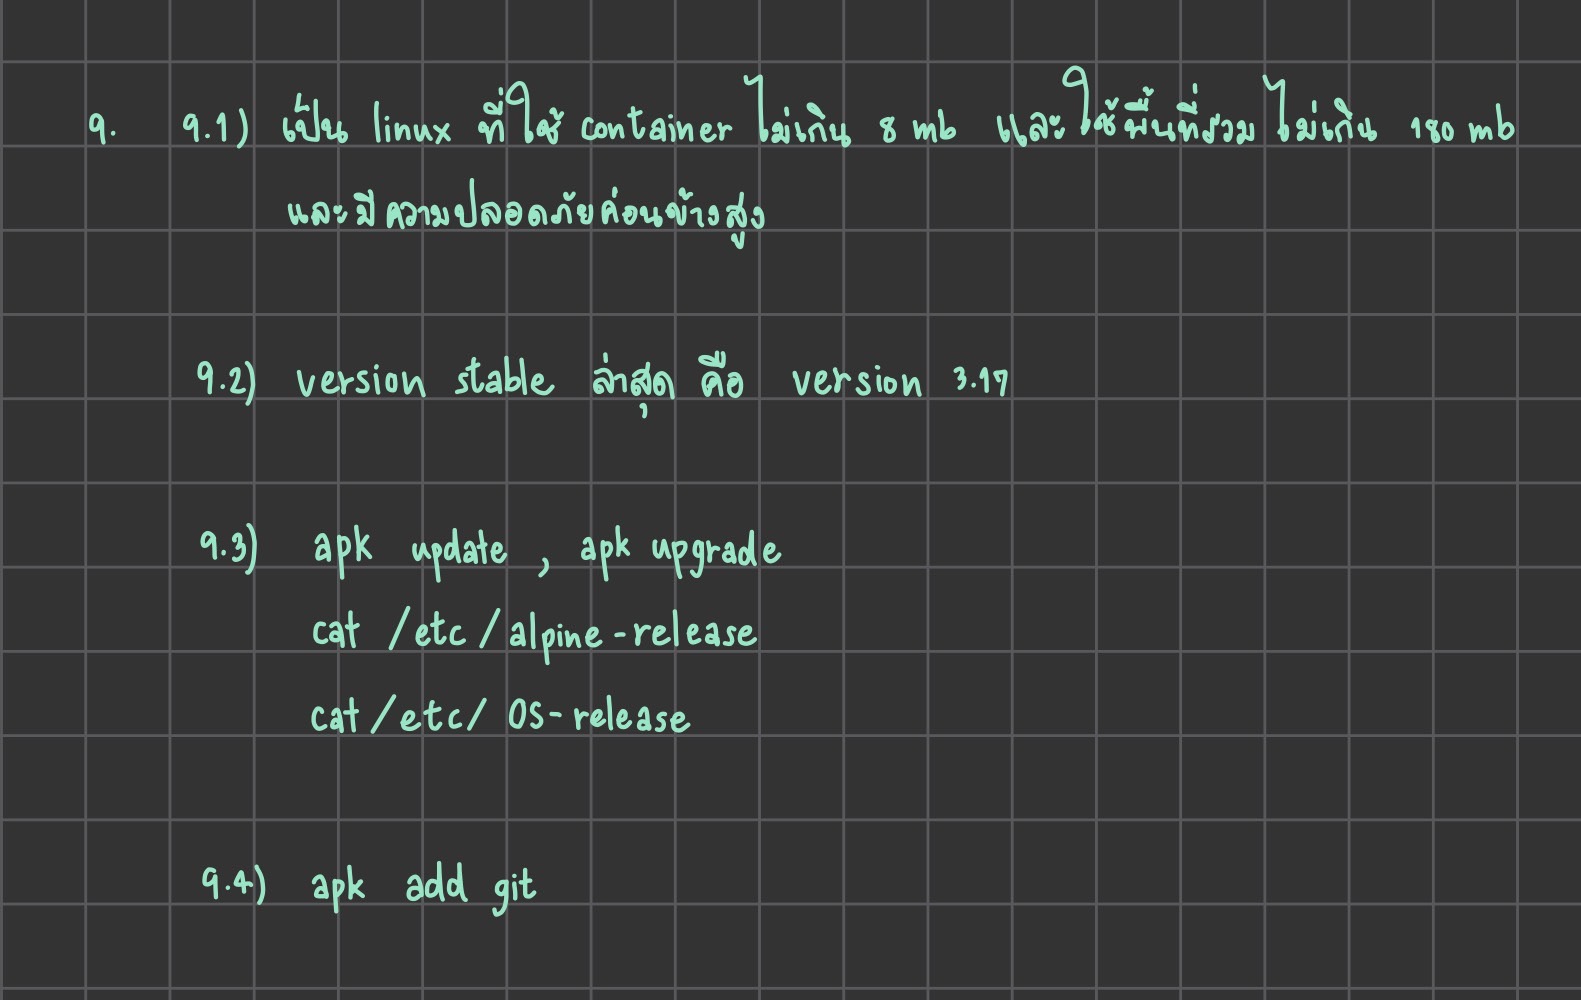 9. 9.1) เป็น linux ที่ใช้ container ไม่เกิน 8 mb และใช้พื้นที่รวมไม่เกิน 180 mb
และมีความปลอดภัยค่อนข้างสูง
9.2) version stable ล่าสุด คือ version 3.17
9.3) apk update , apk upgrade
cat /etc/alpine-release
cat /etc/ OS-release
9.4) apk add git